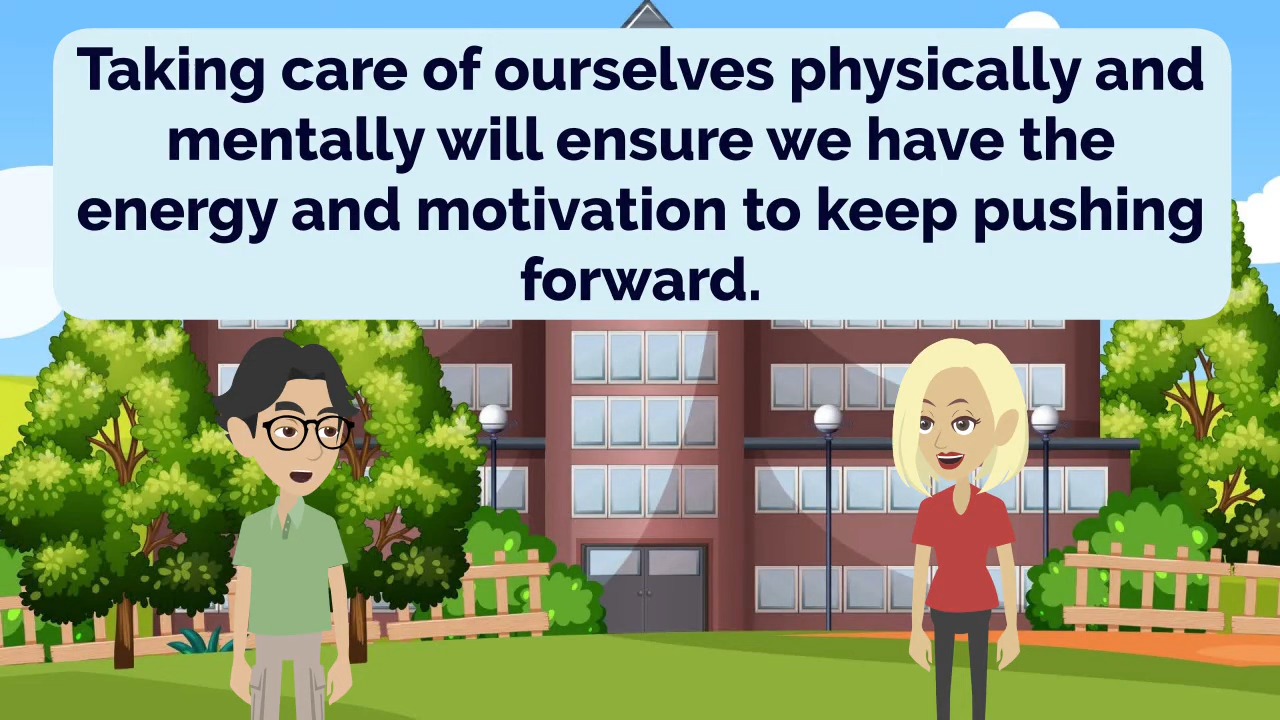 Taking care of ourselves physically and
mentally will ensure we have the
energy and motivation to keep pushing
forward.